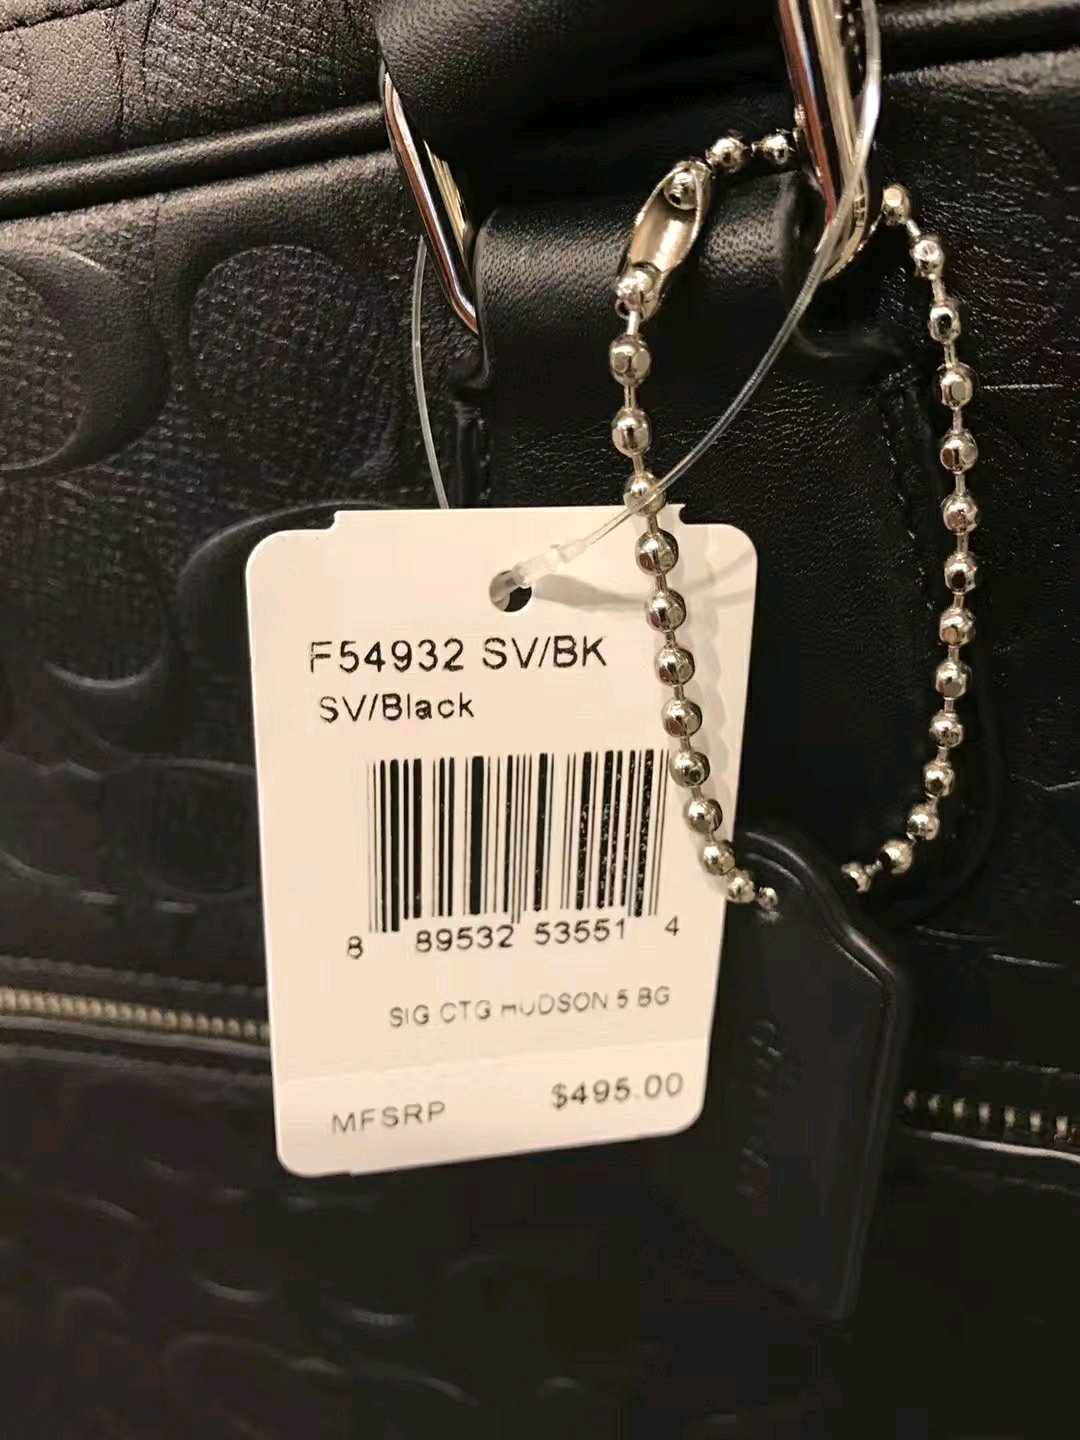 F54932 SV/BK
SV/Black
8 89532 53551 4
SIG CTG HUDSON 5 BG
MFSRP $495.00